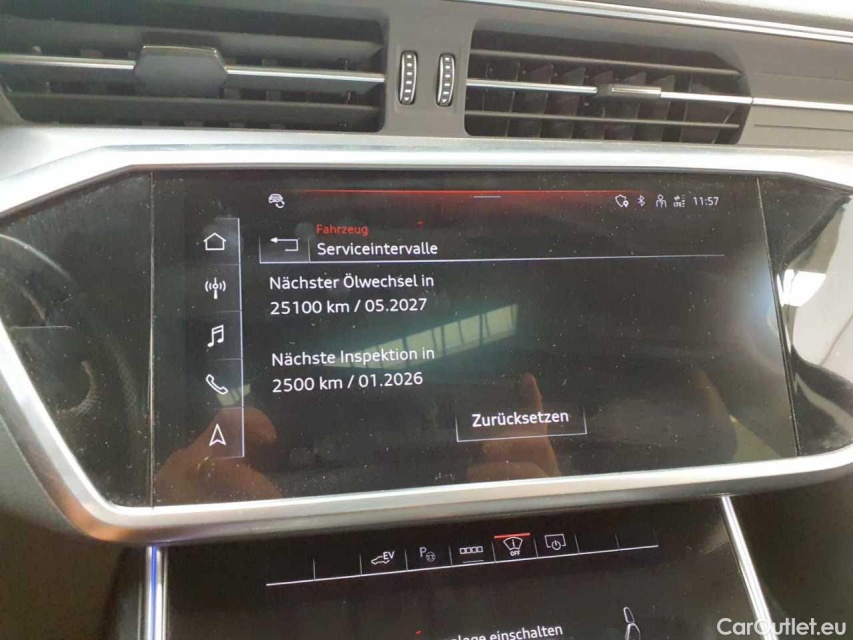 11:57
Fahrzeug
Serviceintervalle
Nächster Ölwechsel in
25100 km / 05.2027
Nächste Inspektion in
2500 km / 01.2026
Zurücksetzen
EV
P
OFF
einschalten
CarOutlet.eu